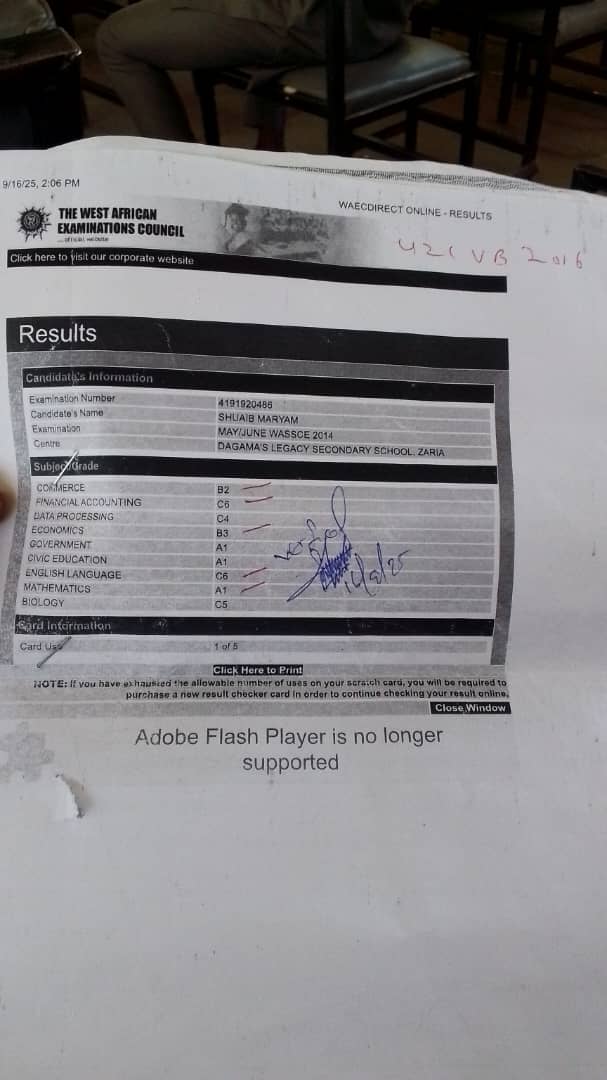 9/16/25, 2:06 PM
WAECDIRECT ONLINE - RESULTS
THE WEST AFRICAN
EXAMINATIONS COUNCIL
....official website
Click here to visit our corporate website
2016
Results
Candidate's Information
Examination Number 4191920486
Candidate's Name SHUAIB MARYAM
Examination MAY/JUNE WASSCE 2014
Centre DAGAMA'S LEGACY SECONDARY SCHOOL. ZARIA
Subject/Grade
COMMERCE B2
FINANCIAL ACCOUNTING C6
DATA PROCESSING C4
ECONOMICS B3
GOVERNMENT A1
CIVIC EDUCATION A1
ENGLISH LANGUAGE C6
MATHEMATICS A1
BIOLOGY C5
Card Information
Card Use 1 of 5
Click Here to Print
NOTE: If you have exhausted the allowable number of uses on your scratch card, you will be required to
purchase a new result checker card in order to continue checking your result online.
Close Window
Adobe Flash Player is no longer
supported